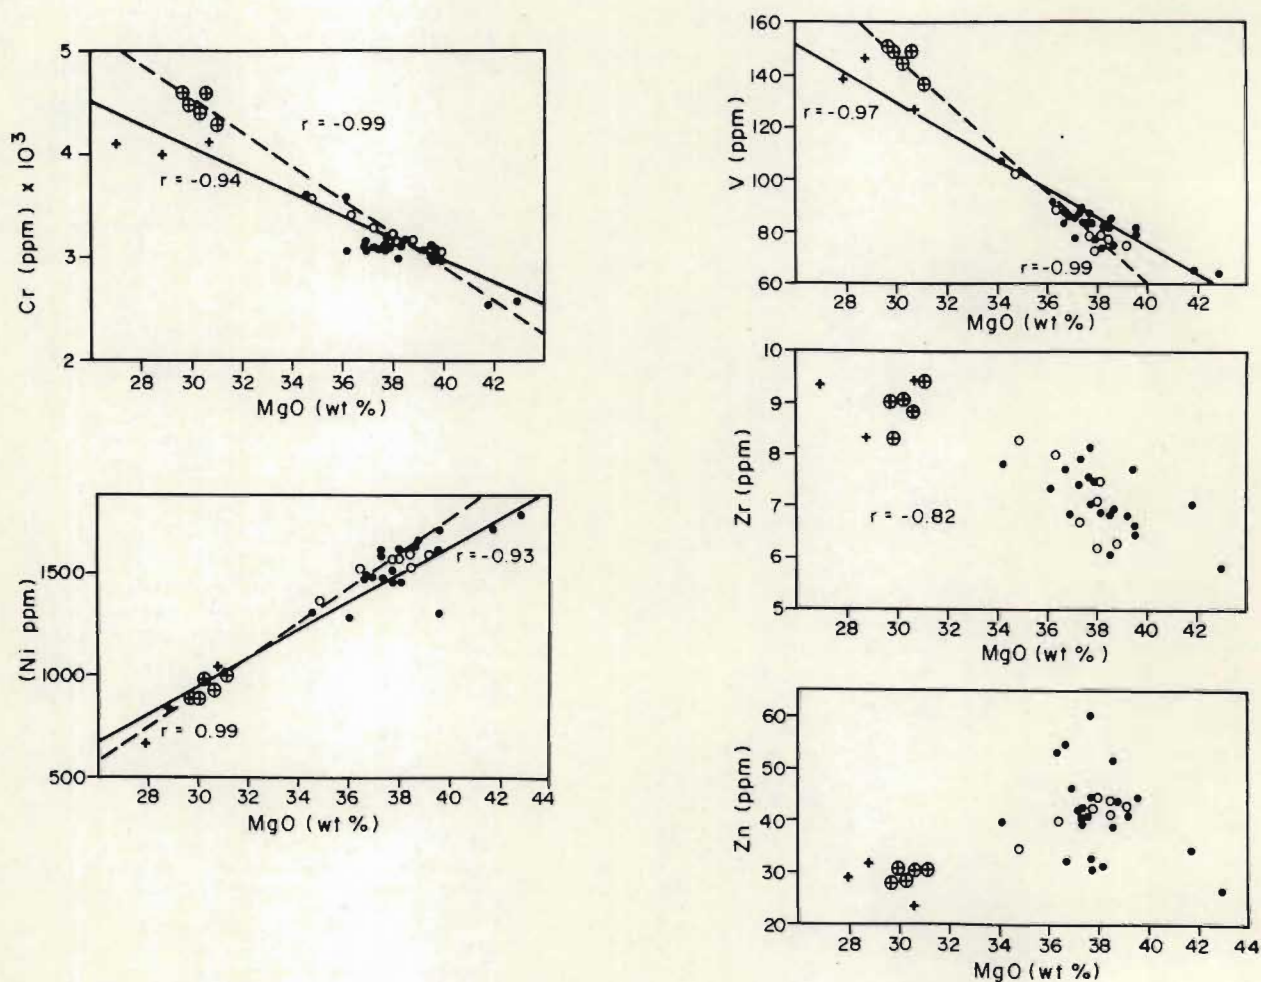 5
4
3
2
Cr (ppm) x 10³
r = -0.99
r = -0.94
28 30 32 34 36 38 40 42
MgO (wt %)
1500
1000
500
(Ni ppm)
r = -0.93
r = 0.99
28 30 32 34 36 38 40 42 44
MgO (wt %)
160
140
120
100
80
60
V (ppm)
r = -0.97
r = -0.99
28 30 32 34 36 38 40 42
MgO (wt %)
10
9
8
7
6
5
Zr (ppm)
r = -0.82
28 30 32 34 36 38 40 42
MgO (wt %)
60
50
40
30
20
Zn (ppm)
28 30 32 34 36 38 40 42 44
MgO (wt %)